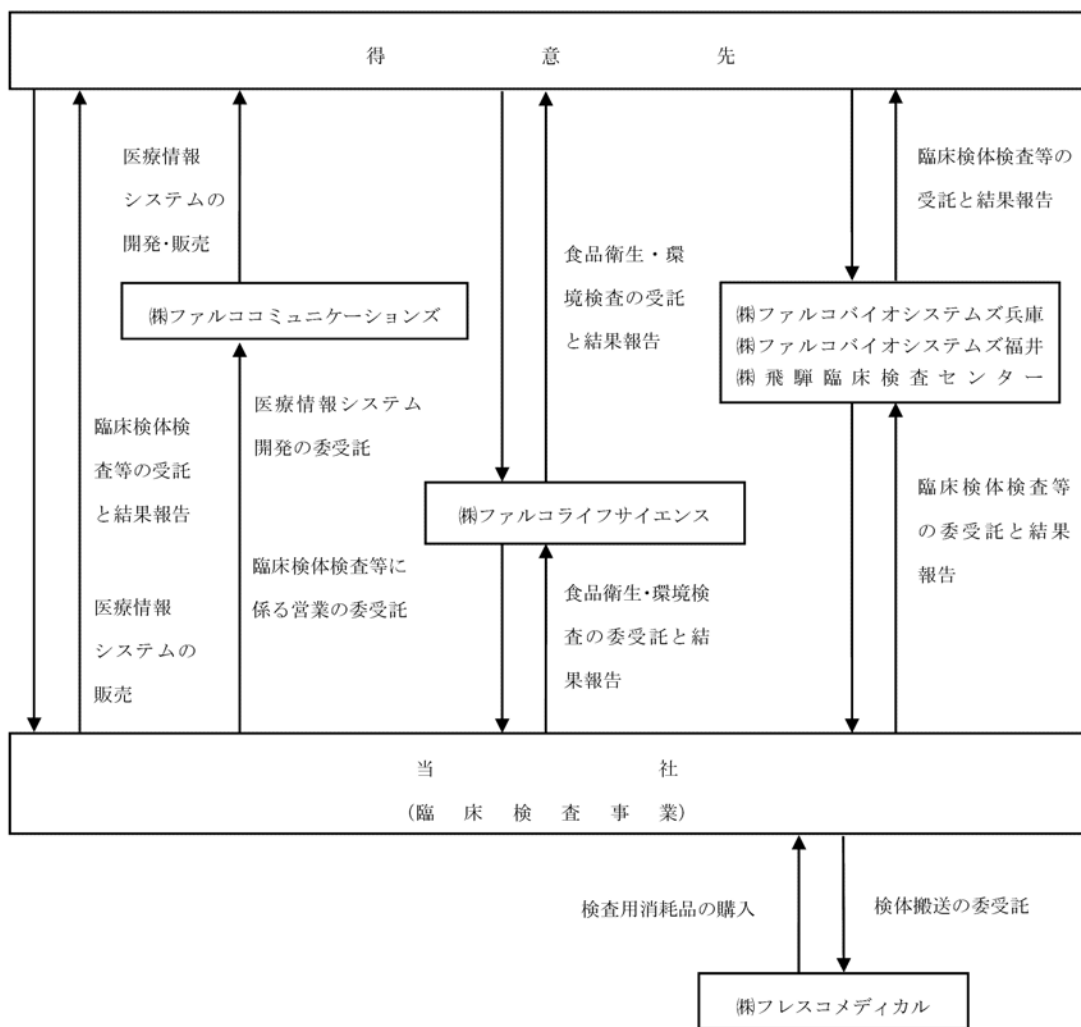 得意先
医療情報
システムの
開発・販売
臨床検体検査等の
受託と結果報告
食品衛生・環
境検査の受託
と結果報告
㈱ファルココミュニケーションズ
㈱ファルコバイオシステムズ兵庫
㈱ファルコバイオシステムズ福井
㈱飛騨臨床検査センター
医療情報システム
開発の委受託
臨床検体検
査等の受託
と結果報告
㈱ファルコライフサイエンス
臨床検体検査等
の委受託と結果
報告
臨床検体検査等に
係る営業の委受託
食品衛生・環境検
査の委受託と結
果報告
医療情報
システムの
販売
当社
(臨床検査事業)
検査用消耗品の購入
検体搬送の委受託
㈱フレスコメディカル